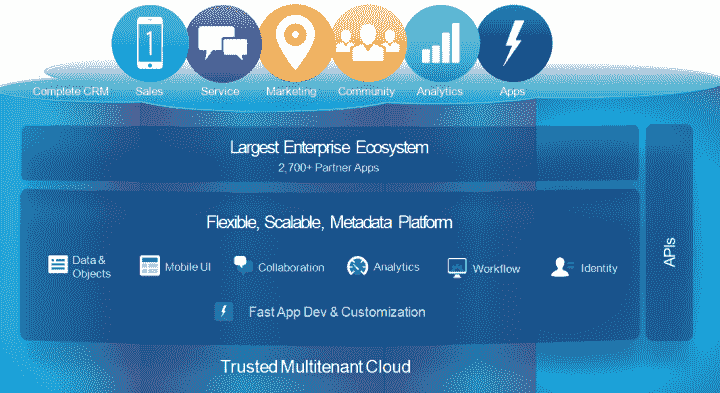 1
Complete CRM Sales Service Marketing Community Analytics Apps
Largest Enterprise Ecosystem
2,700+ Partner Apps
Flexible, Scalable, Metadata Platform
Data &
Objects
Mobile UI
Collaboration
Analytics
Workflow
Identity
Fast App Dev & Customization
APIs
Trusted Multitenant Cloud